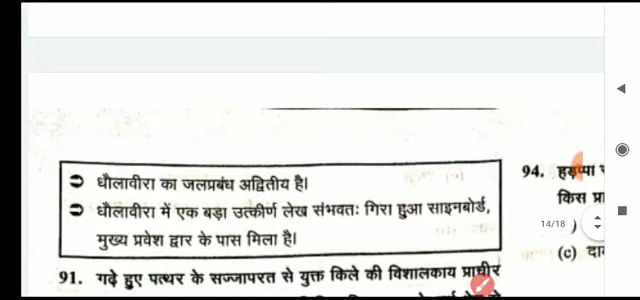 ➲ धौलावीरा का जलप्रबंध अद्वितीय है।
➲ धौलावीरा में एक बड़ा उत्कीर्ण लेख संभवतः गिरा हुआ साइनबोर्ड,
मुख्य प्रवेश द्वार के पास मिला है।
91. गढ़े हुए पत्थर के सज्जापरत से युक्त किले की विशालकाय प्राचीर
94. हड़प्पा
किस
14/18
(c)